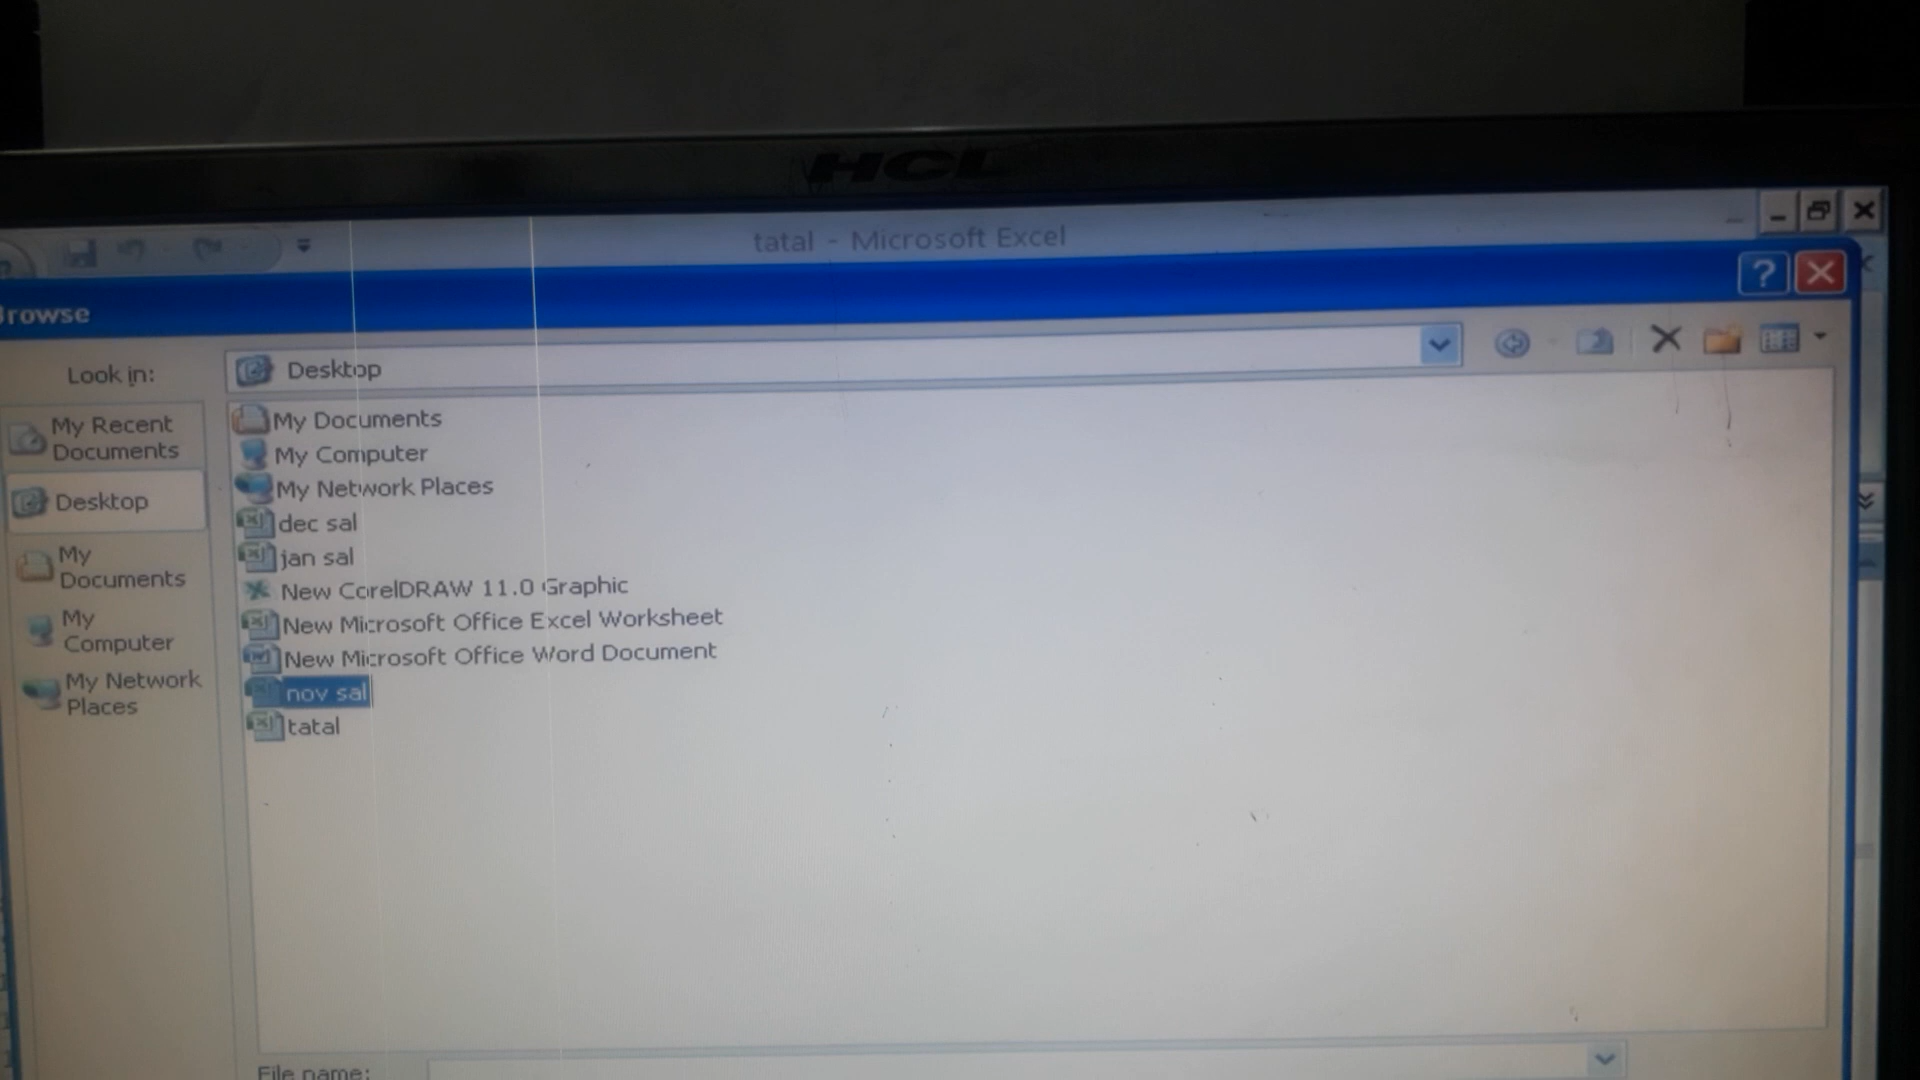 HCL
tatal - Microsoft Excel
Browse
Look in:
Desktop
My Recent
Documents
Desktop
My
Documents
My
Computer
My Network
Places
My Documents
My Computer
My Network Places
dec sal
jan sal
New CorelDRAW 11.0 Graphic
New Microsoft Office Excel Worksheet
New Microsoft Office Word Document
nov sal
tatal
File name: